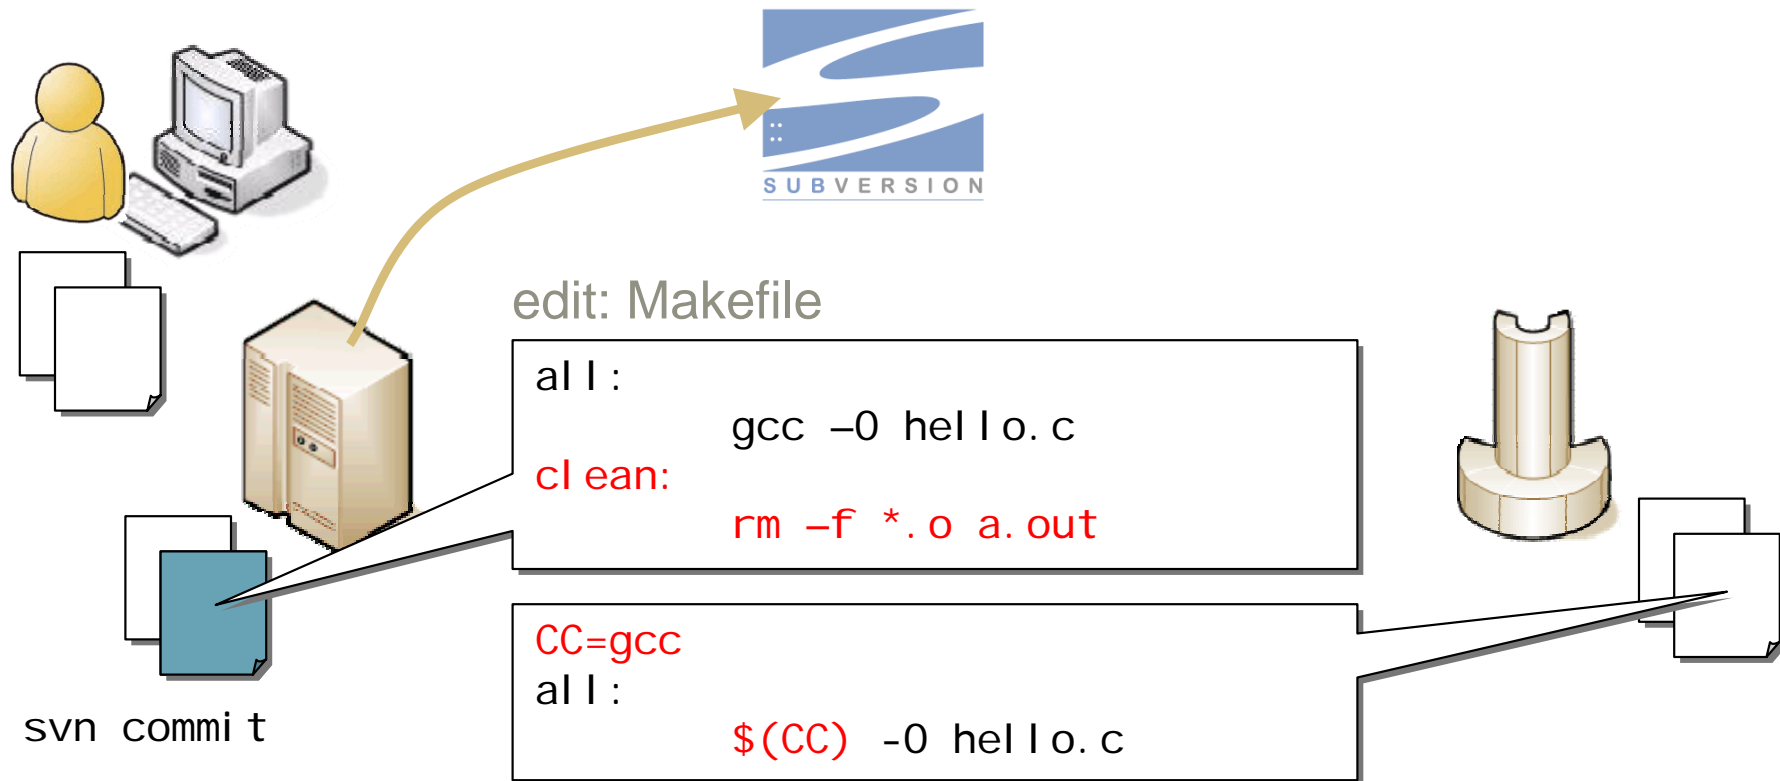 SUBVERSION
edit: Makefile
all:
gcc –O hello.c
clean:
rm –f *.o a.out
CC=gcc
all:
$(CC) -O hello.c
svn commit